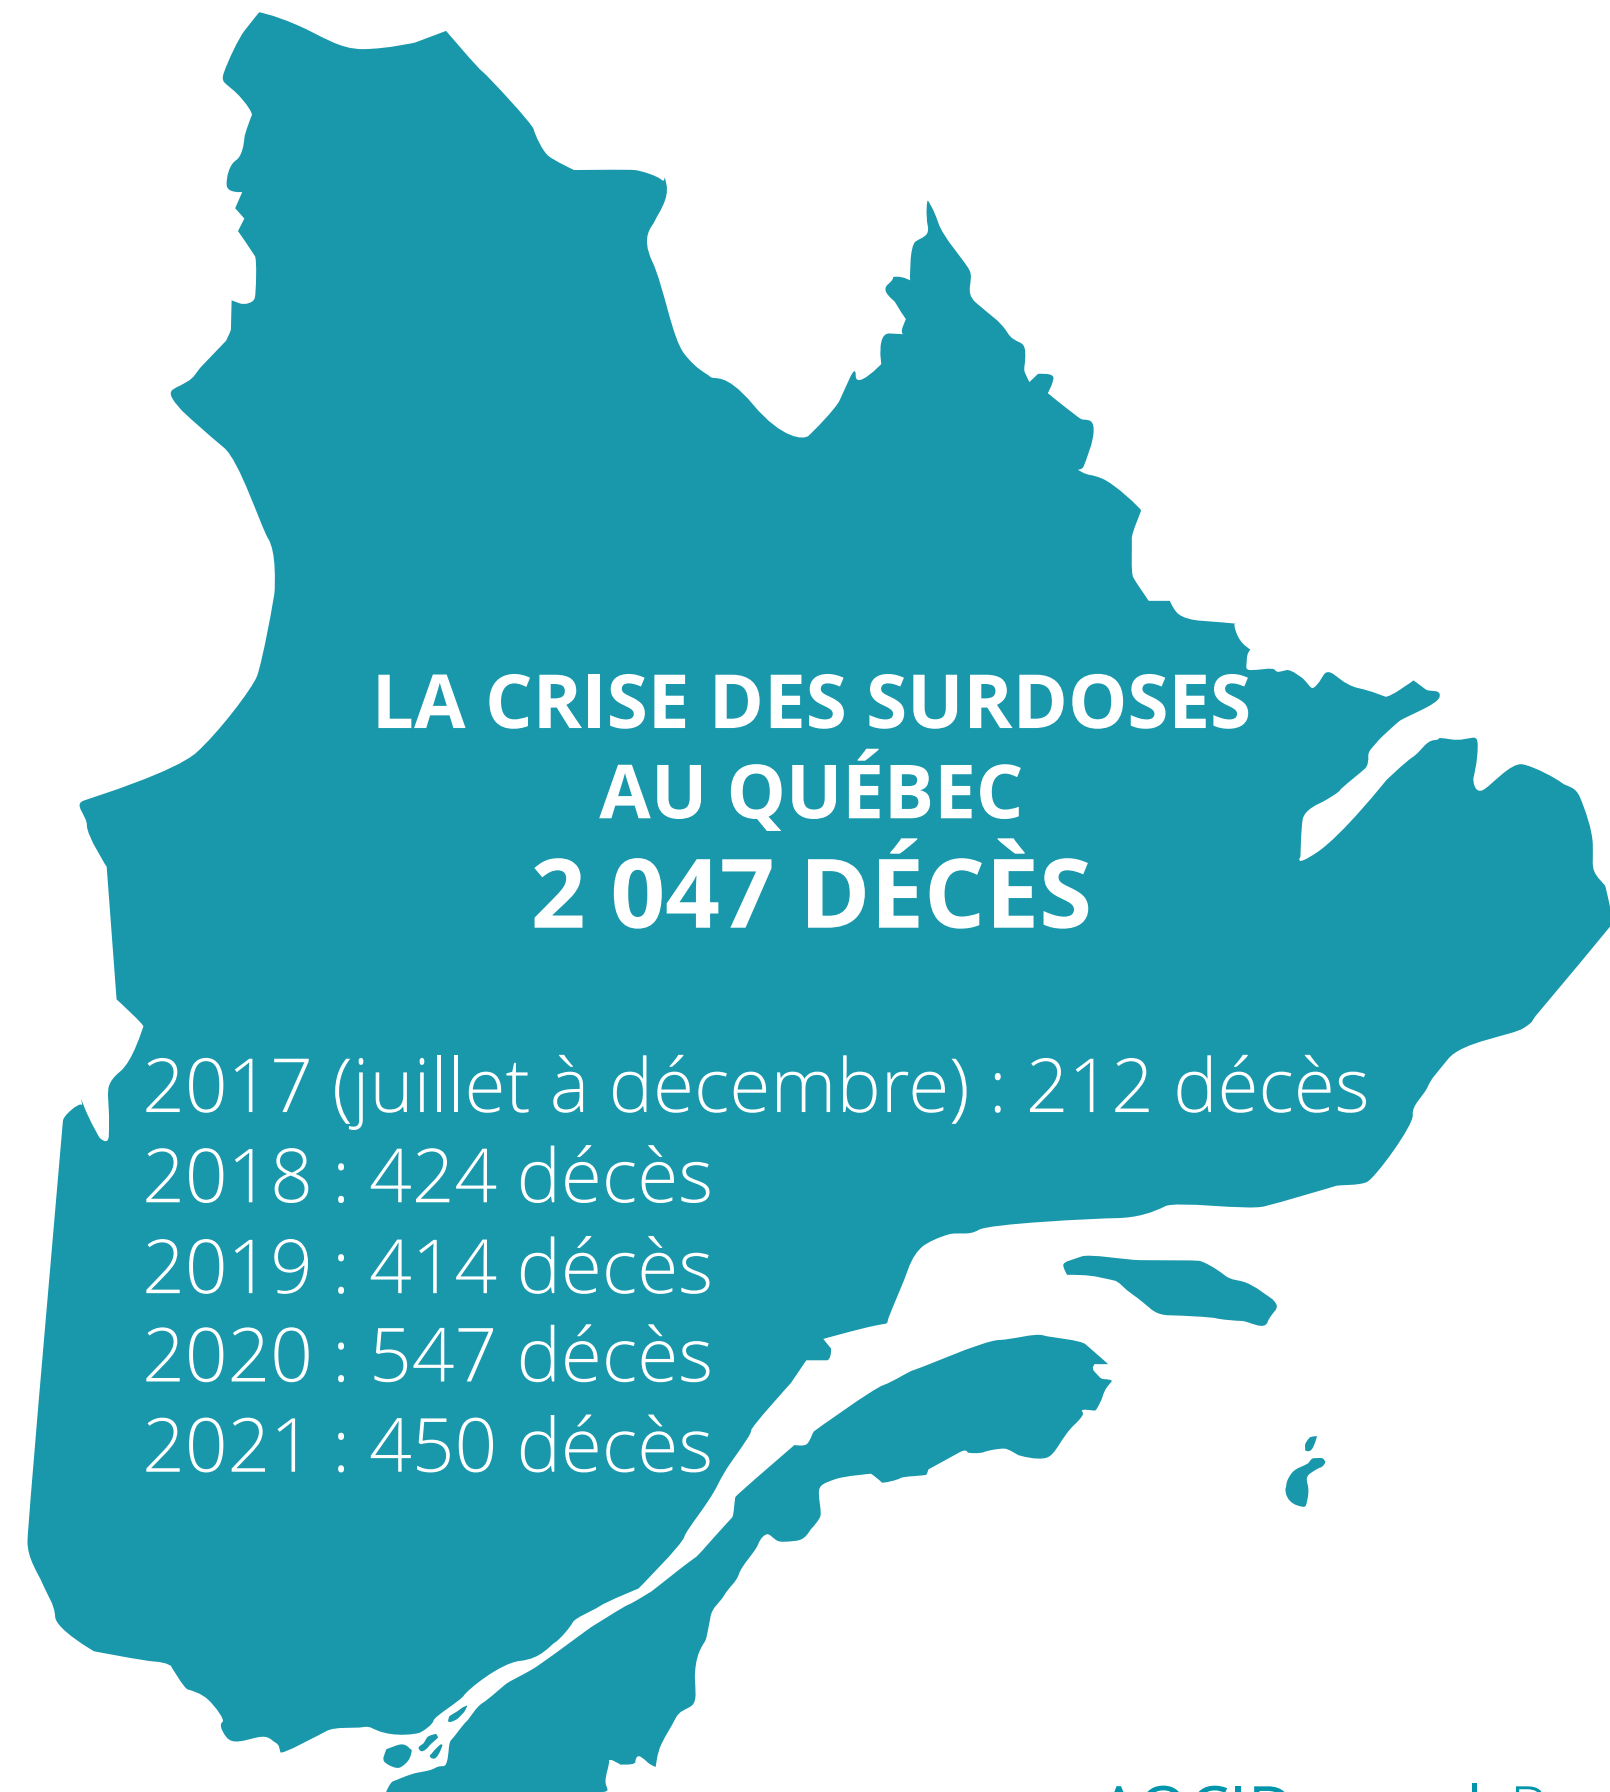 LA CRISE DES SURDOSES
AU QUÉBEC
2 047 DÉCÈS
2017 (juillet à décembre) : 212 décès
2018 : 424 décès
2019 : 414 décès
2020 : 547 décès
2021 : 450 décès